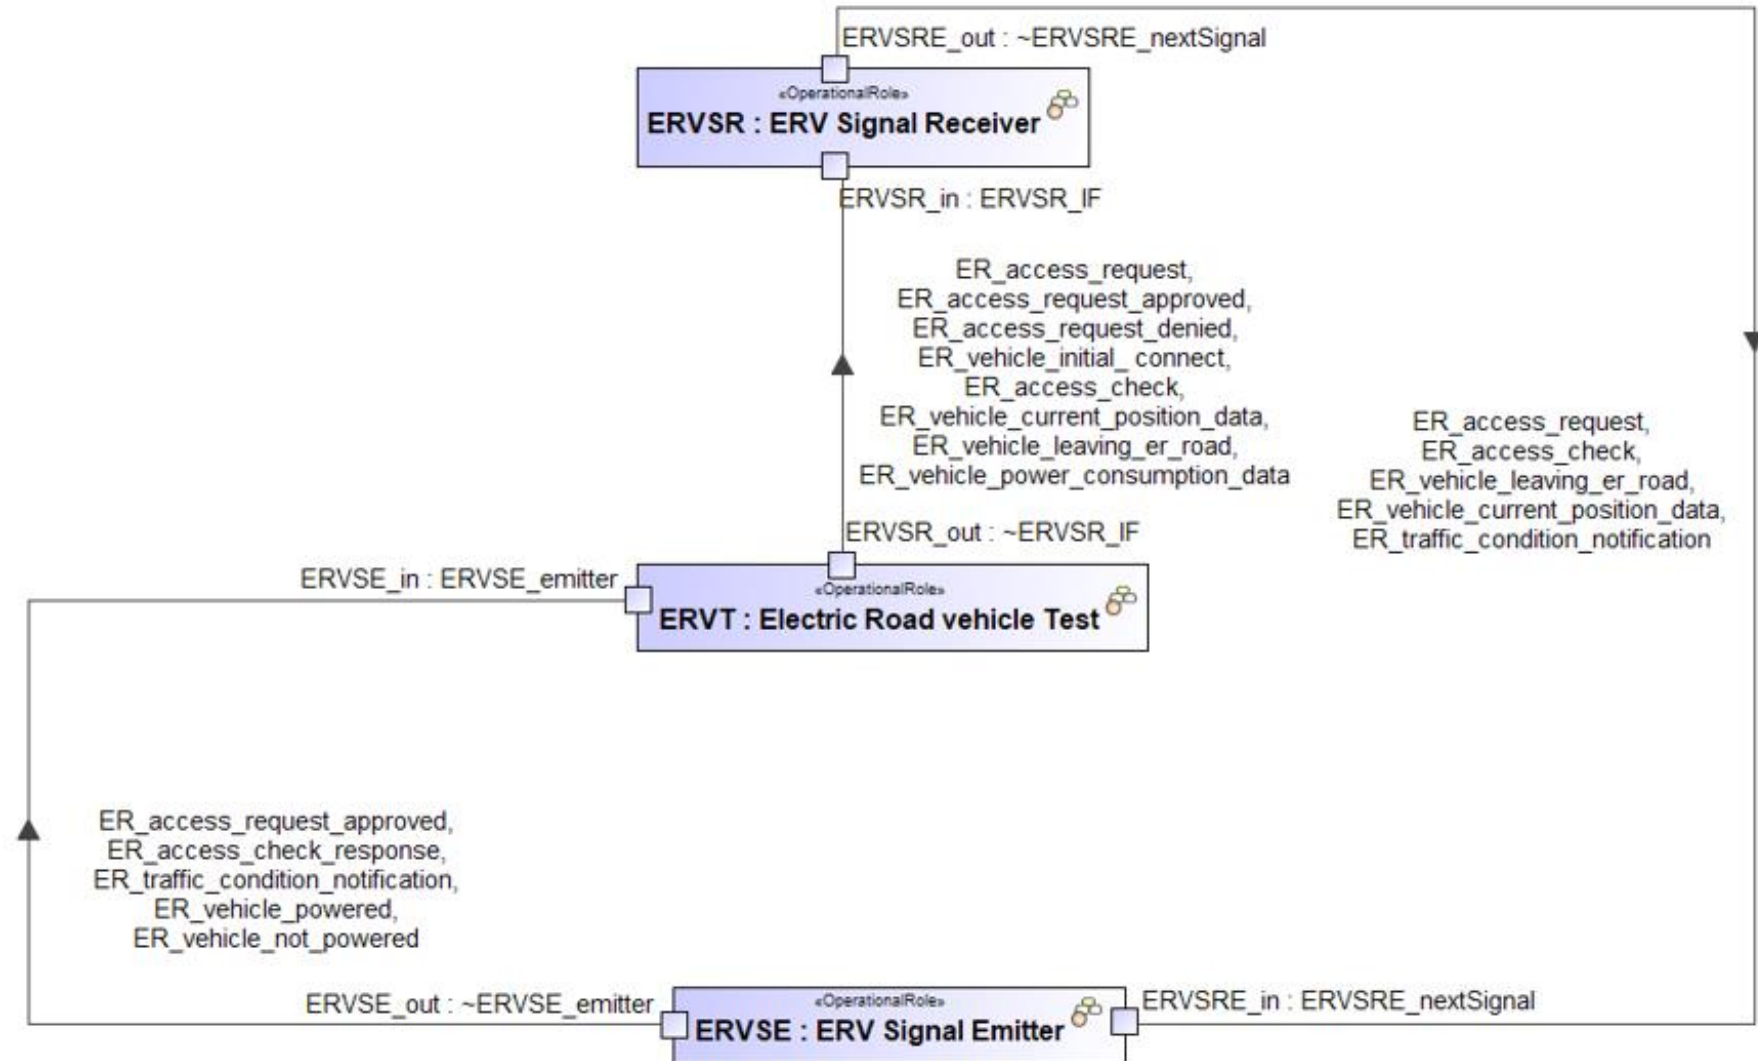 ERVSRE_out : ~ERVSRE_nextSignal
«OperationalRole»
ERVSR : ERV Signal Receiver
ERVSR_in : ERVSR_IF
ER_access_request,
ER_access_request_approved,
ER_access_request_denied,
ER_vehicle_initial_ connect,
ER_access_check,
ER_vehicle_current_position_data,
ER_vehicle_leaving_er_road,
ER_vehicle_power_consumption_data
ER_access_request,
ER_access_check,
ER_vehicle_leaving_er_road,
ER_vehicle_current_position_data,
ER_traffic_condition_notification
ERVSR_out : ~ERVSR_IF
ERVSE_in : ERVSE_emitter
«OperationalRole»
ERVT : Electric Road vehicle Test
ER_access_request_approved,
ER_access_check_response,
ER_traffic_condition_notification,
ER_vehicle_powered,
ER_vehicle_not_powered
ERVSE_out : ~ERVSE_emitter
«OperationalRole»
ERVSE : ERV Signal Emitter
ERVSRE_in : ERVSRE_nextSignal